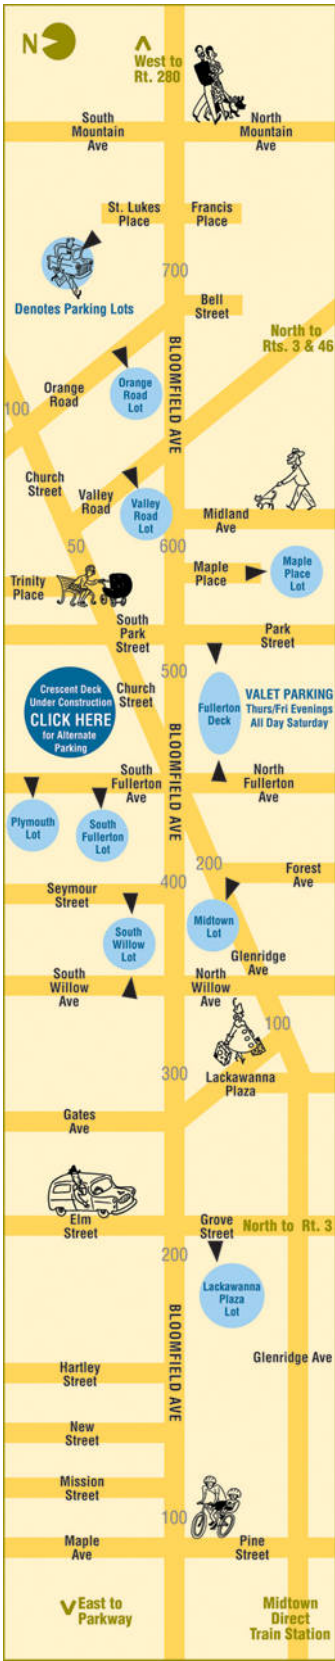 N
West to
Rt. 280
South
Mountain
Ave
North
Mountain
Ave
St. Lukes
Place
Francis
Place
Denotes Parking Lots
700
Bell
Street
North to
Rts. 3 & 46
BLOOMFIELD AVE
Orange
Road
Orange
Road
Lot
100
Church
Street
Valley
Road
Valley
Road
Lot
Midland
Ave
50
600
Trinity
Place
Maple
Place
Maple
Place
Lot
South
Park
Street
Park
Street
500
Crescent Deck
Under Construction
CLICK HERE
for Alternate
Parking
Church
Street
Fullerton
Deck
VALET PARKING
Thurs/Fri Evenings
All Day Saturday
BLOOMFIELD AVE
South
Fullerton
Ave
North
Fullerton
Ave
Plymouth
Lot
South
Fullerton
Lot
200
Forest
Ave
400
Seymour
Street
South
Willow
Lot
Midtown
Lot
Glenridge
Ave
South
Willow
Ave
North
Willow
Ave
100
300
Lackawanna
Plaza
Gates
Ave
Elm
Street
Grove
Street
North to Rt. 3
200
Lackawanna
Plaza
Lot
BLOOMFIELD AVE
Glenridge Ave
Hartley
Street
New
Street
Mission
Street
100
Maple
Ave
Pine
Street
East to
Parkway
Midtown
Direct
Train Station